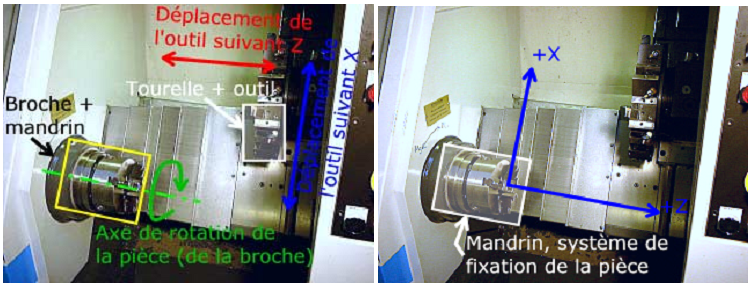 Déplacement de
l'outil suivant Z
Tourelle + outil
Déplacement de
l'outil suivant X
Broche +
mandrin
Axe de rotation de
la pièce (de la broche)
+X
+Z
Mandrin, système de
fixation de la pièce